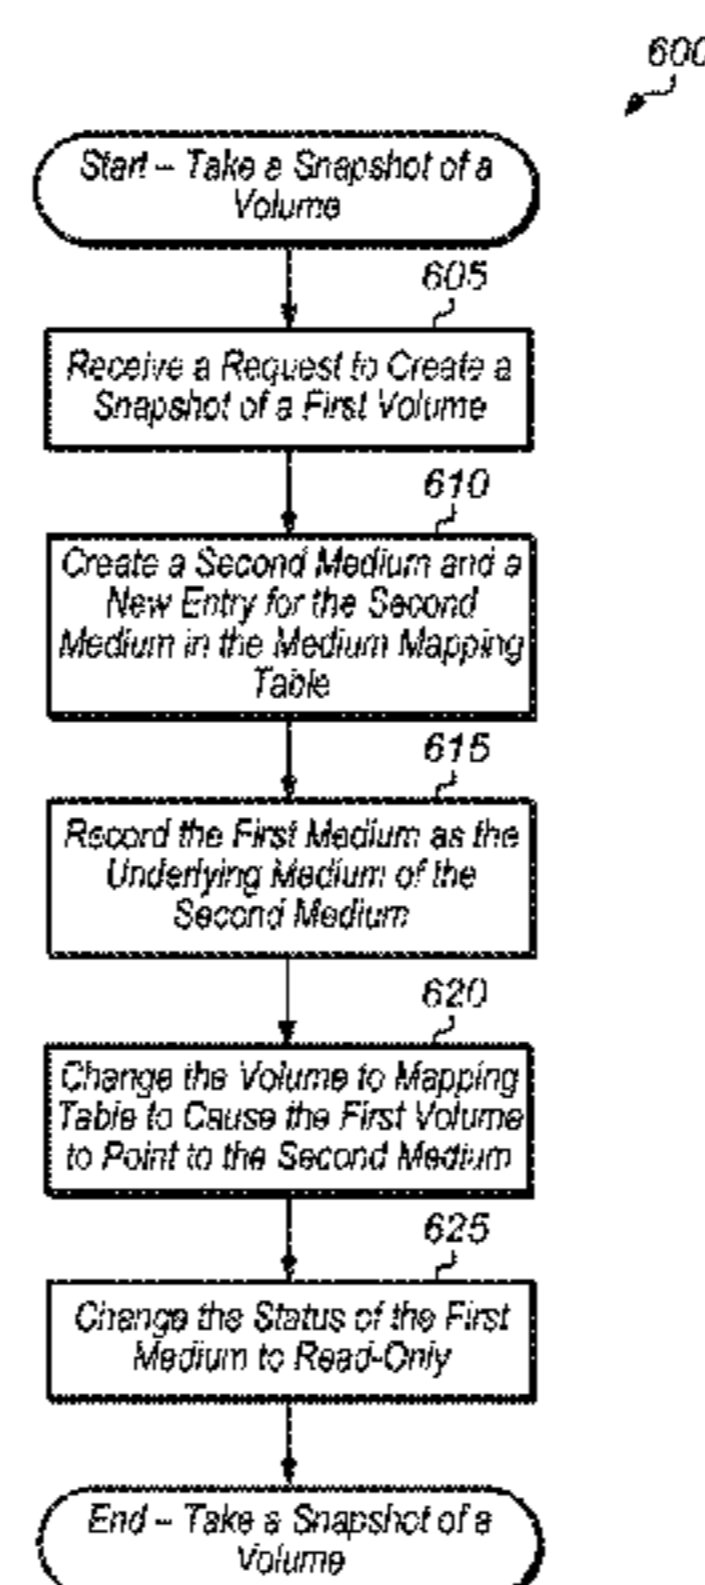 600
Start – Take a Snapshot of a
Volume
605
Receive a Request to Create a
Snapshot of a First Volume
610
Create a Second Medium and a
New Entry for the Second
Medium in the Medium Mapping
Table
615
Record the First Medium as the
Underlying Medium of the
Second Medium
620
Change the Volume to Mapping
Table to Cause the First Volume
to Point to the Second Medium
625
Change the Status of the First
Medium to Read-Only
End – Take a Snapshot of a
Volume